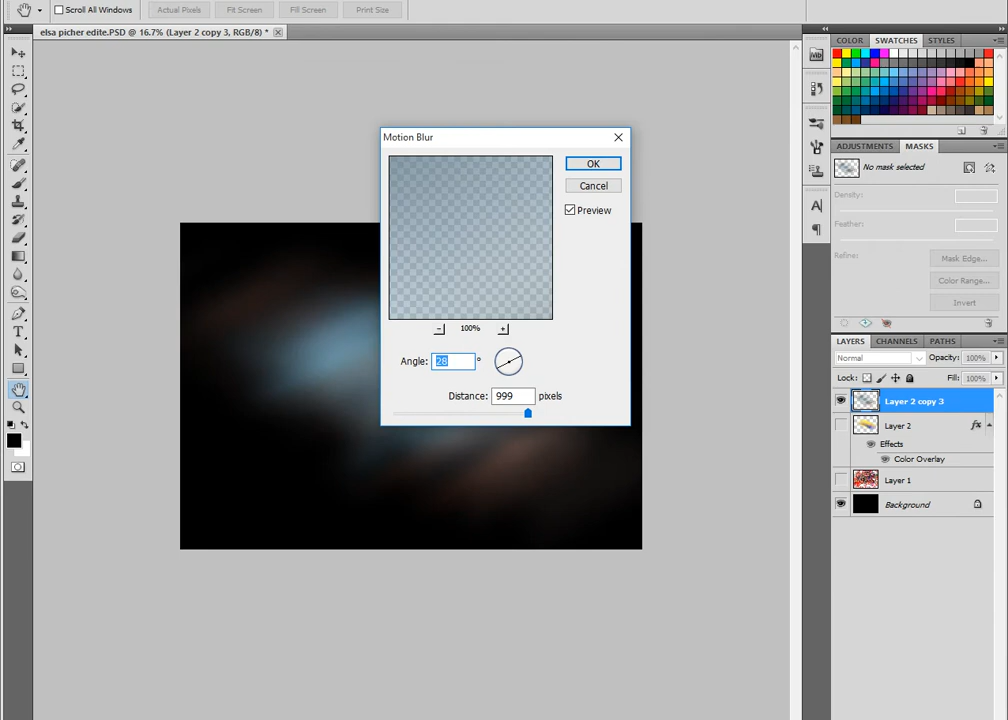 Scroll All Windows
Actual Pixels
Fit Screen
Fill Screen
Print Size
elsa picher edite.PSD @ 16.7% (Layer 2 copy 3, RGB/8) *
COLOR
SWATCHES
STYLES
Motion Blur
OK
Cancel
Preview
100%
Angle: 28 °
Distance: 999 pixels
ADJUSTMENTS
MASKS
No mask selected
Density:
Feather:
Refine:
Mask Edge...
Color Range...
Invert
LAYERS
CHANNELS
PATHS
Normal
Opacity: 100%
Lock:
Fill: 100%
Layer 2 copy 3
Layer 2
fx
Effects
Color Overlay
Layer 1
Background